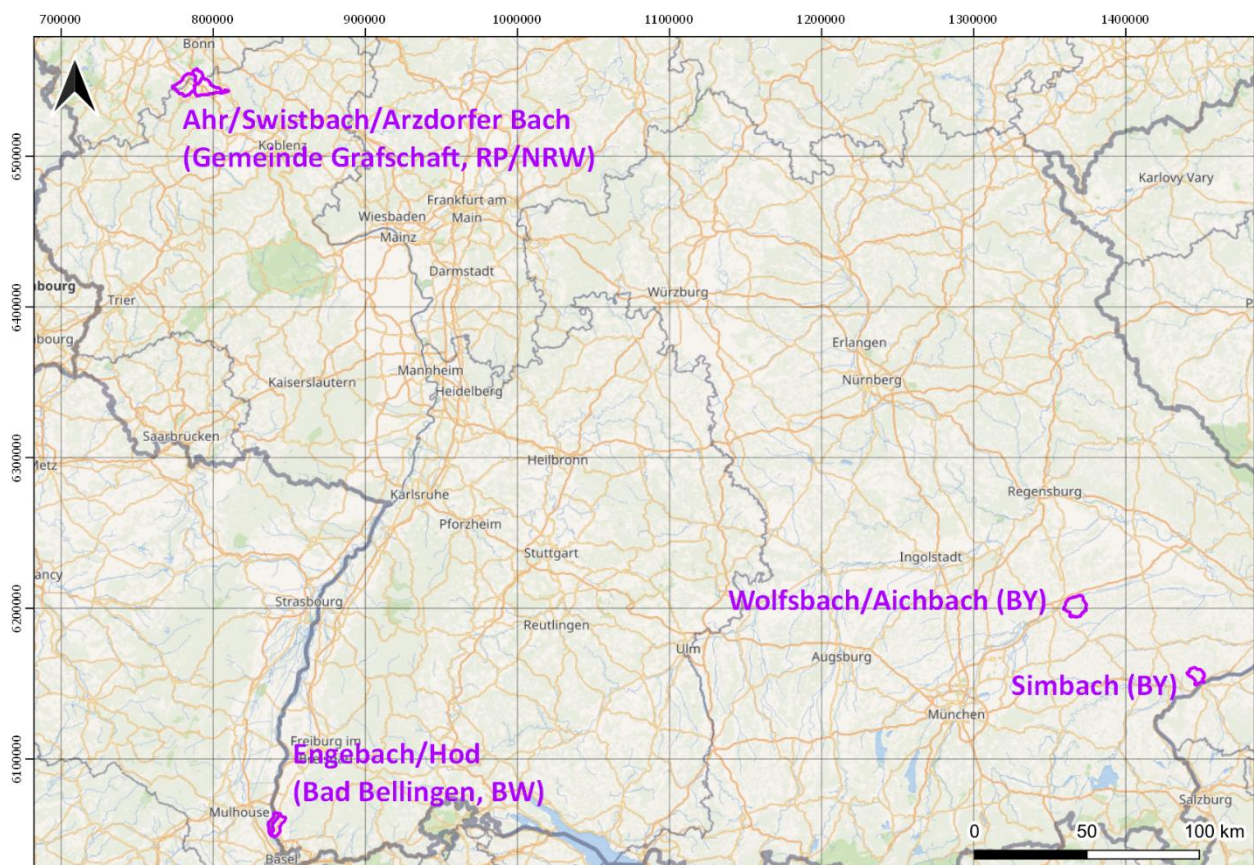 700000 800000 900000 1000000 1100000 1200000 1300000 1400000
Bonn
Ahr/Swistbach/Arzdorfer Bach
Koblenz
(Gemeinde Grafschaft, RP/NRW)
6500000
Karlovy Vary
Frankfurt am
Main
Wiesbaden
Mainz
Darmstadt
nbourg
Trier
Würzburg
6400000
nbourg
Erlangen
Mannheim
Kaiserslautern
Heidelberg
Nürnberg
Saarbrücken
6300000
Metz
Heilbronn
Karlsruhe
Regensburg
Pforzheim
Stuttgart
Ingolstadt
ancy
Strasbourg
6200000
Wolfsbach/Aichbach (BY)
Reutlingen
Ulm
Augsburg
Simbach (BY)
München
Freiburg im
Engebach/Hod
6100000
(Bad Bellingen, BW)
Mulhouse
Salzburg
Basel
0 50 100 km